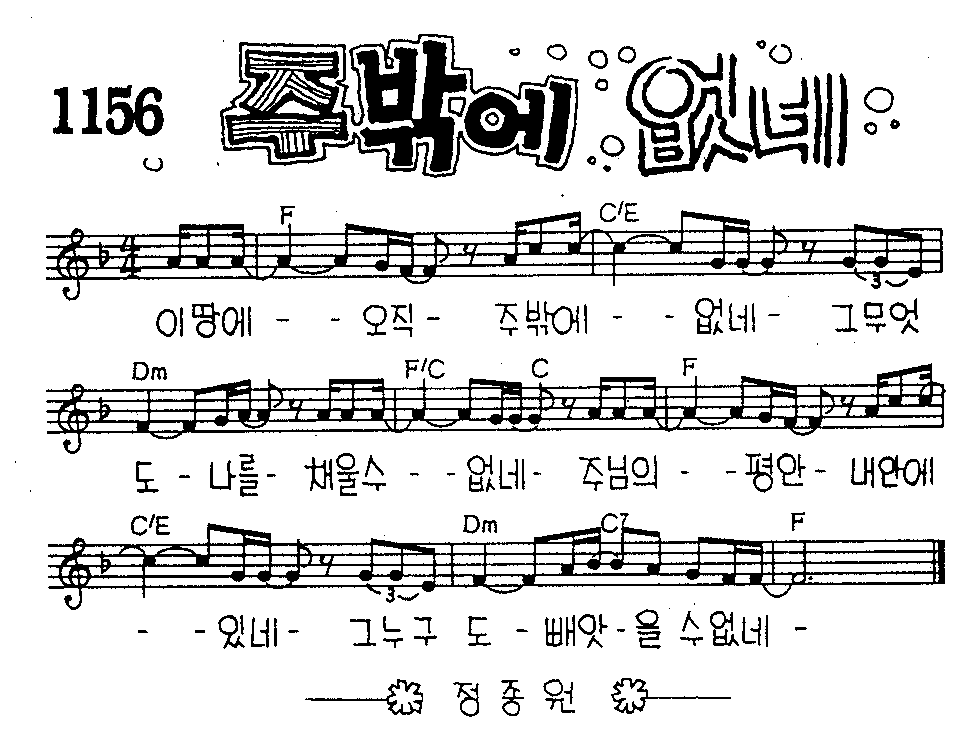 1156 주밖에 없네
F C/E
이 땅에 - - 오직 - 주밖에 - - 없네 - 그무엇
Dm F/C C F
도 - 나를 - 채울수 - - 없네 - 주님의 - - 평안 - 내안에
C/E Dm C7 F
- - 있네 - 그누구 도 - 빼앗 - 을 수없네 -
정 종 원